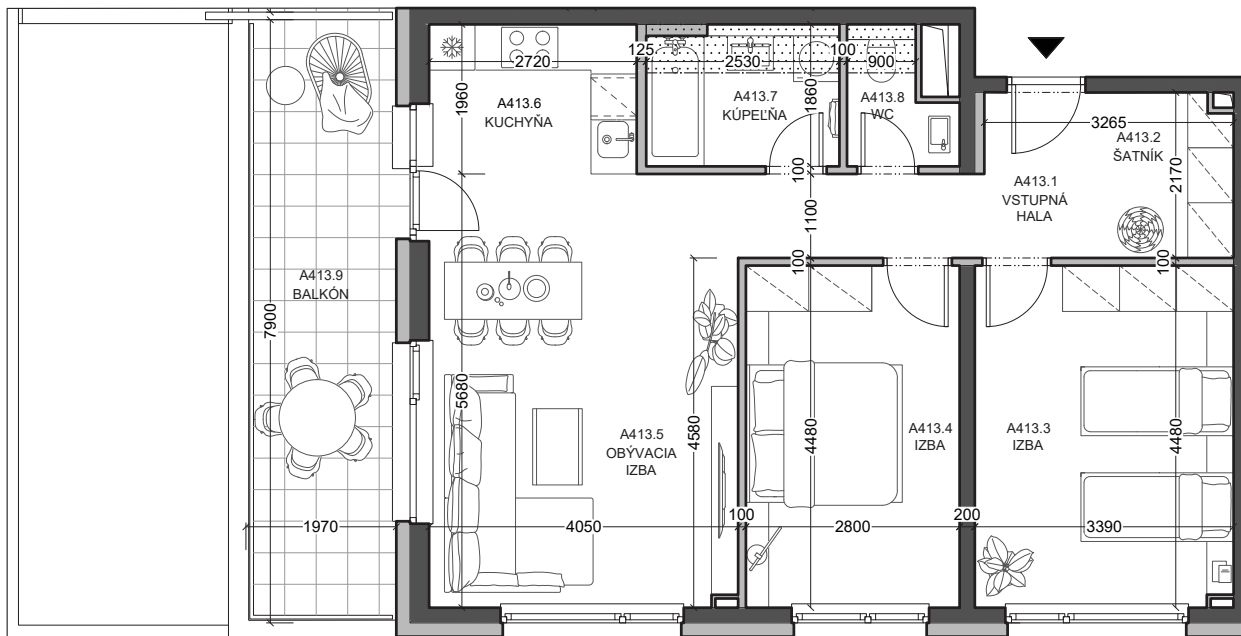 125
2530
100
900
2720
A413.6
KUCHYŇA
1960
A413.7
KÚPEĽŇA
1860
A413.8
WC
3265
A413.2
ŠATNÍK
2170
A413.1
VSTUPNÁ
HALA
100
1100
100
100
A413.9
BALKÓN
7900
5680
4580
A413.5
OBÝVACIA
IZBA
4480
A413.4
IZBA
A413.3
IZBA
4480
1970
4050
100
2800
200
3390